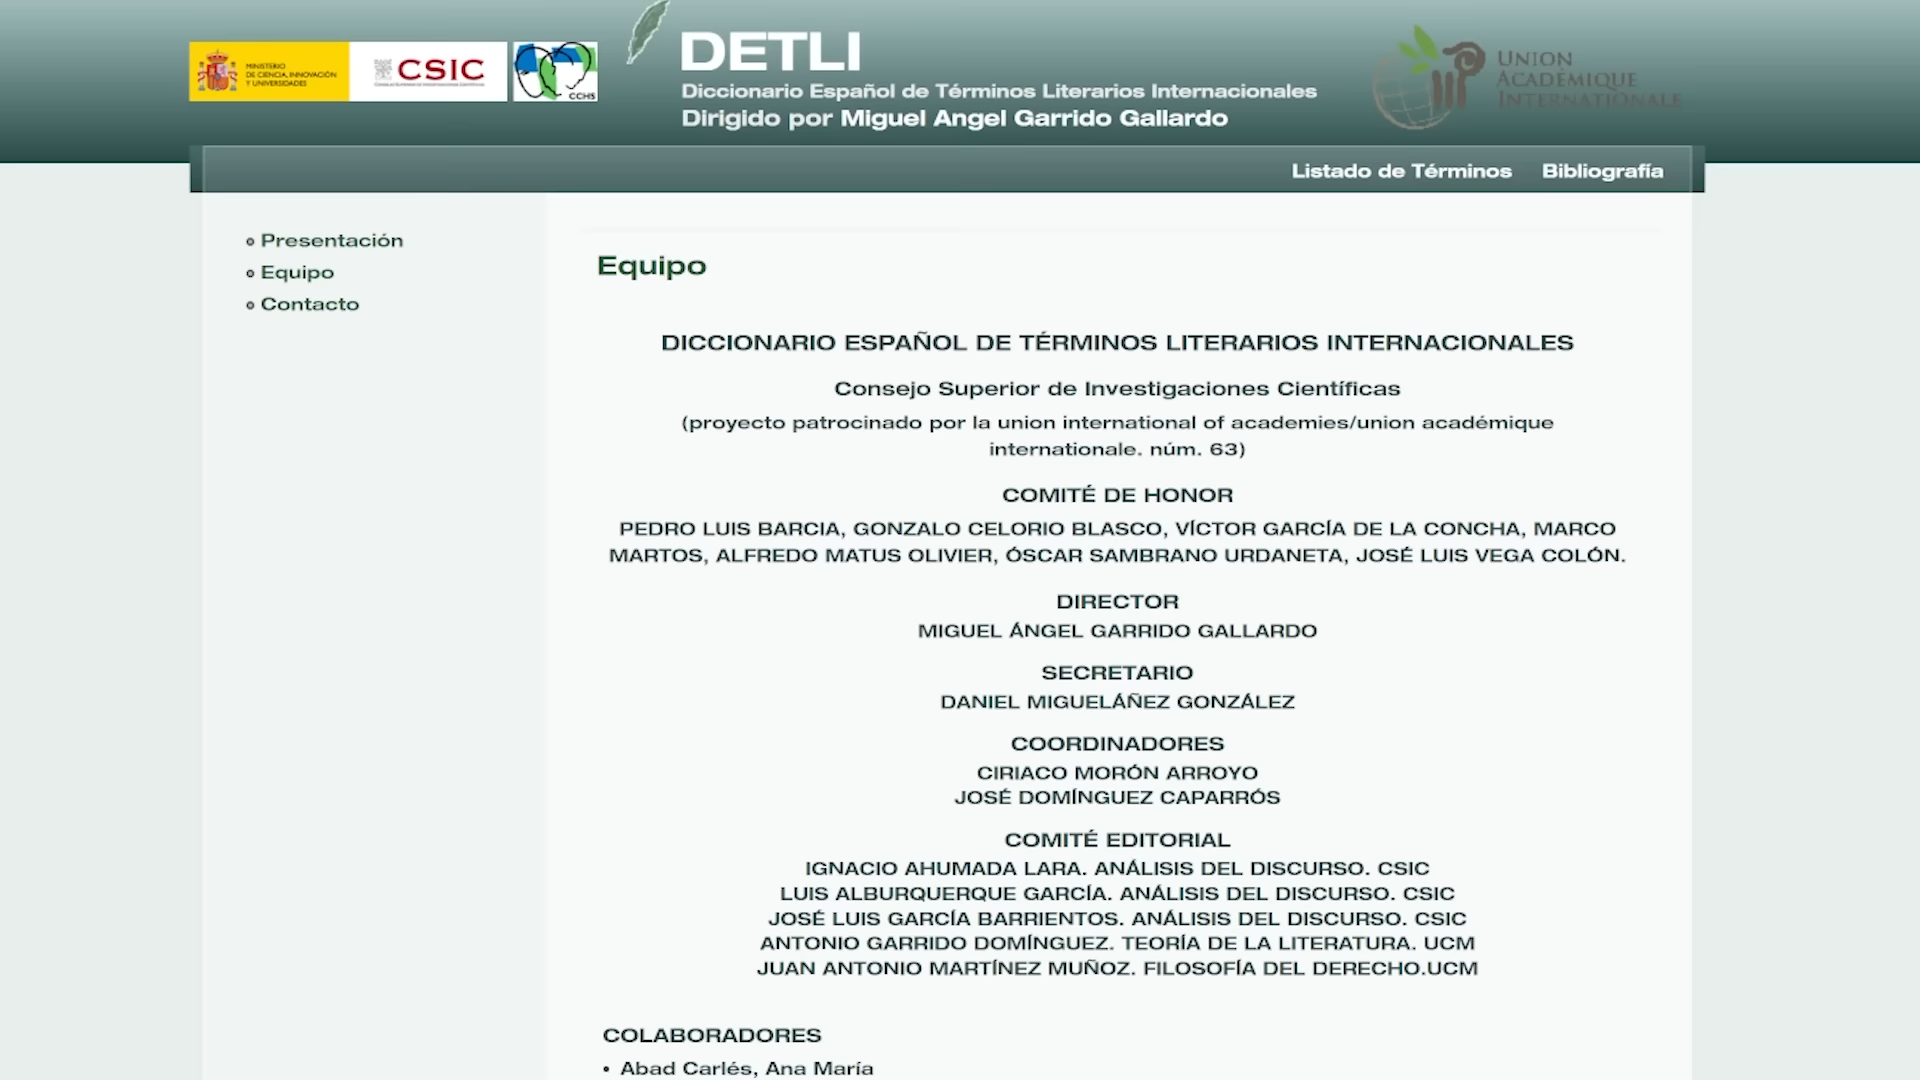 MINISTERIO
DE CIENCIA, INNOVACIÓN
Y UNIVERSIDADES
CSIC
CCHS
DETLI
Diccionario Español de Términos Literarios Internacionales
Dirigido por Miguel Angel Garrido Gallardo
UNION
ACADÉMIQUE
INTERNATIONALE
Listado de Términos Bibliografía
Presentación
Equipo
Contacto
Equipo
DICCIONARIO ESPAÑOL DE TÉRMINOS LITERARIOS INTERNACIONALES
Consejo Superior de Investigaciones Científicas
(proyecto patrocinado por la union international of academies/union académique
internationale. núm. 63)
COMITÉ DE HONOR
PEDRO LUIS BARCIA, GONZALO CELORIO BLASCO, VÍCTOR GARCÍA DE LA CONCHA, MARCO
MARTOS, ALFREDO MATUS OLIVIER, ÓSCAR SAMBRANO URDANETA, JOSÉ LUIS VEGA COLÓN.
DIRECTOR
MIGUEL ÁNGEL GARRIDO GALLARDO
SECRETARIO
DANIEL MIGUELÁÑEZ GONZÁLEZ
COORDINADORES
CIRIACO MORÓN ARROYO
JOSÉ DOMÍNGUEZ CAPARRÓS
COMITÉ EDITORIAL
IGNACIO AHUMADA LARA. ANÁLISIS DEL DISCURSO. CSIC
LUIS ALBURQUERQUE GARCÍA. ANÁLISIS DEL DISCURSO. CSIC
JOSÉ LUIS GARCÍA BARRIENTOS. ANÁLISIS DEL DISCURSO. CSIC
ANTONIO GARRIDO DOMÍNGUEZ. TEORÍA DE LA LITERATURA. UCM
JUAN ANTONIO MARTÍNEZ MUÑOZ. FILOSOFÍA DEL DERECHO.UCM
COLABORADORES
• Abad Carlés, Ana María